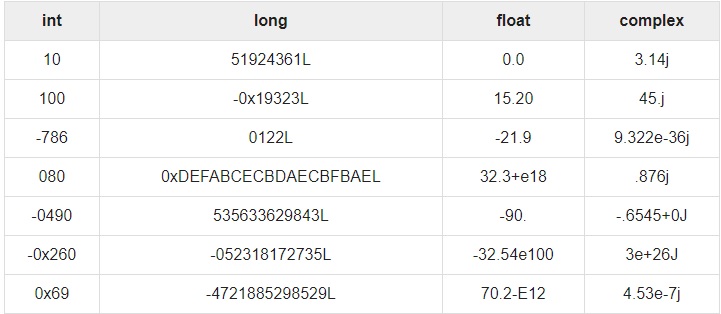 int long float complex
10 51924361L 0.0 3.14j
100 -0x19323L 15.20 45.j
-786 0122L -21.9 9.322e-36j
080 0xDEFABCECBDAECBFBAEL 32.3+e18 .876j
-0490 535633629843L -90. -.6545+0J
-0x260 -052318172735L -32.54e100 3e+26J
0x69 -4721885298529L 70.2-E12 4.53e-7j